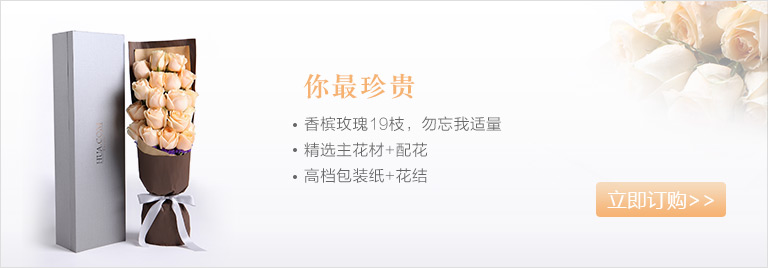 你最珍贵
• 香槟玫瑰19枝，勿忘我适量
• 精选主花材+配花
• 高档包装纸+花结
立即订购>>